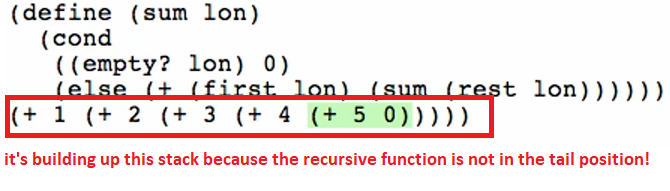 (define (sum lon)
(cond
((empty? lon) 0)
(else (+ (first lon) (sum (rest lon))))))
(+ 1 (+ 2 (+ 3 (+ 4 (+ 5 0)))))
it's building up this stack because the recursive function is not in the tail position!